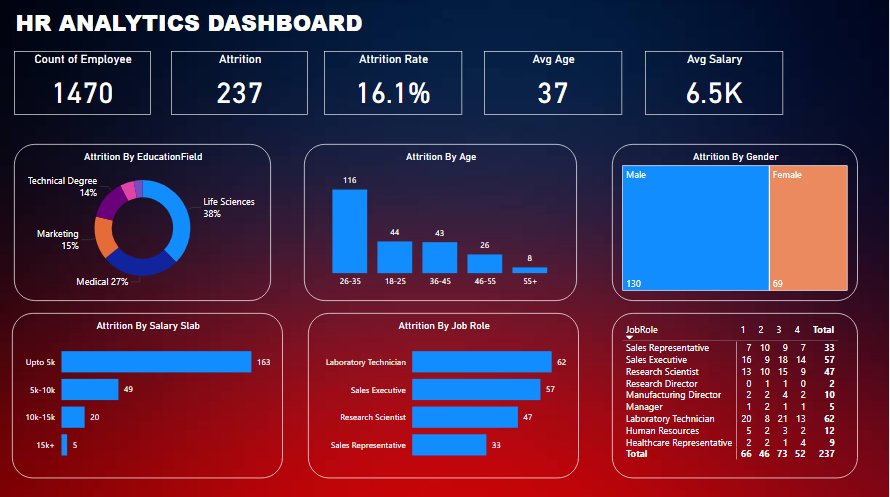 HR ANALYTICS DASHBOARD
Count of Employee
1470
Attrition
237
Attrition Rate
16.1%
Avg Age
37
Avg Salary
6.5K
Attrition By EducationField
Technical Degree
14%
Life Sciences
38%
Marketing
15%
Medical 27%
Attrition By Age
116
44
43
26
8
26-35
18-25
36-45
46-55
55+
Attrition By Gender
Male
Female
130
69
Attrition By Salary Slab
Upto 5k 163
5k-10k 49
10k-15k 20
15k+ 5
Attrition By Job Role
Laboratory Technician 62
Sales Executive 57
Research Scientist 47
Sales Representative 33
JobRole 1 2 3 4 Total
Sales Representative 7 10 9 7 33
Sales Executive 16 9 18 14 57
Research Scientist 13 10 15 9 47
Research Director 0 1 1 0 2
Manufacturing Director 2 2 4 2 10
Manager 1 2 1 1 5
Laboratory Technician 20 8 21 13 62
Human Resources 5 2 3 2 12
Healthcare Representative 2 2 1 4 9
Total 66 46 73 52 237